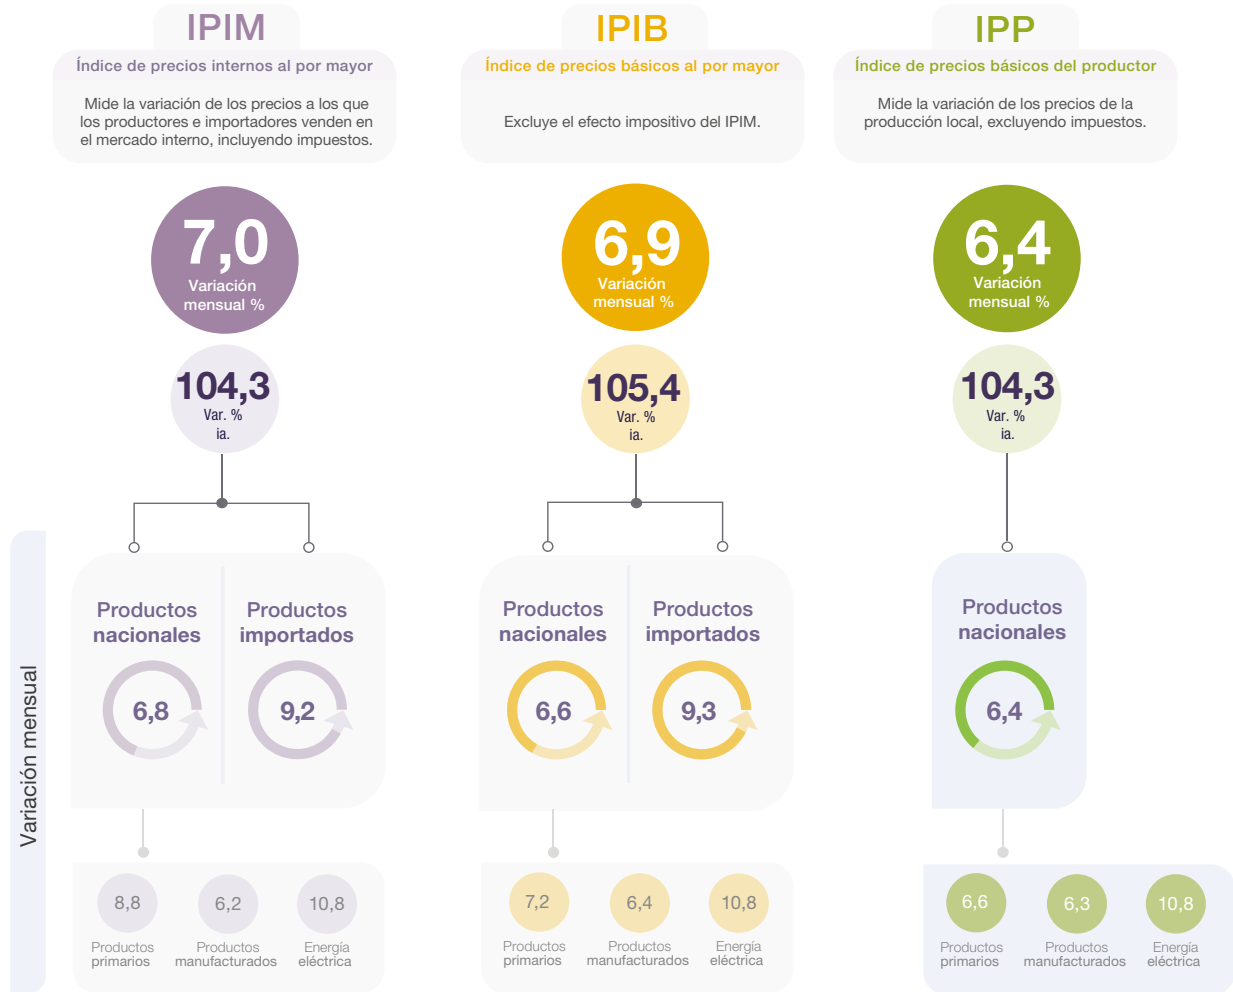 IPIM
Índice de precios internos al por mayor
Mide la variación de los precios a los que
los productores e importadores venden en
el mercado interno, incluyendo impuestos.
7,0
Variación
mensual %
104,3
Var. %
ia.
Productos
nacionales
6,8
Productos
importados
9,2
8,8
Productos
primarios
6,2
Productos
manufacturados
10,8
Energía
eléctrica
IPIB
Índice de precios básicos al por mayor
Excluye el efecto impositivo del IPIM.
6,9
Variación
mensual %
105,4
Var. %
ia.
Productos
nacionales
6,6
Productos
importados
9,3
7,2
Productos
primarios
6,4
Productos
manufacturados
10,8
Energía
eléctrica
IPP
Índice de precios básicos del productor
Mide la variación de los precios de la
producción local, excluyendo impuestos.
6,4
Variación
mensual %
104,3
Var. %
ia.
Productos
nacionales
6,4
6,6
Productos
primarios
6,3
Productos
manufacturados
10,8
Energía
eléctrica
Variación mensual